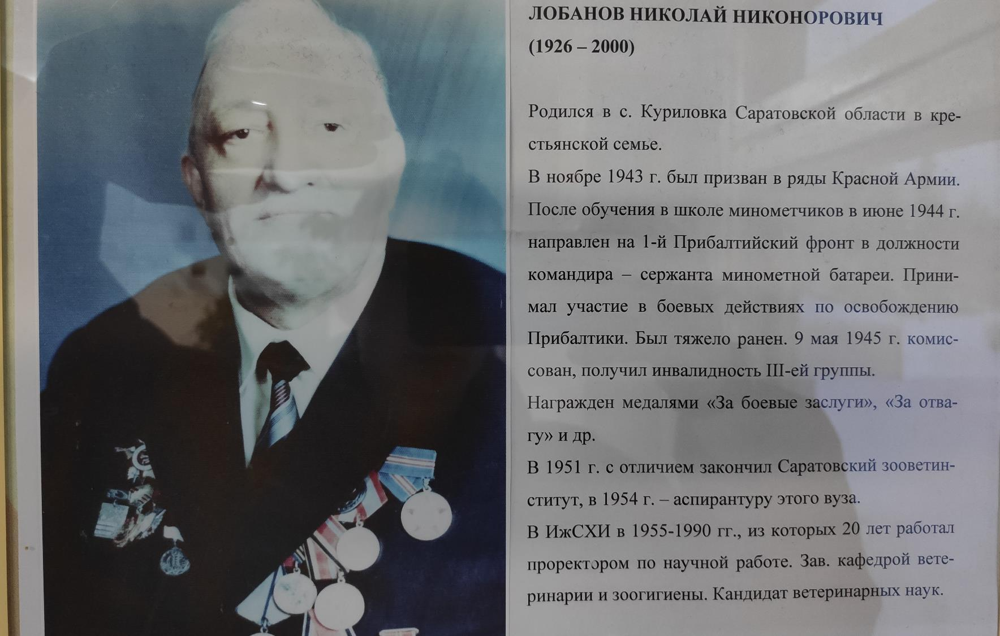 ЛОБАНОВ НИКОЛАЙ НИКОНОРОВИЧ
(1926 – 2000)
Родился в с. Куриловка Саратовской области в кре-
стьянской семье.
В ноябре 1943 г. был призван в ряды Красной Армии.
После обучения в школе минометчиков в июне 1944 г.
направлен на 1-й Прибалтийский фронт в должности
командира – сержанта минометной батареи. Прини-
мал участие в боевых действиях по освобождению
Прибалтики. Был тяжело ранен. 9 мая 1945 г. комис-
сован, получил инвалидность III-ей группы.
Награжден медалями «За боевые заслуги», «За отва-
гу» и др.
В 1951 г. с отличием закончил Саратовский зооветин-
ститут, в 1954 г. – аспирантуру этого вуза.
В ИжСХИ в 1955-1990 гг., из которых 20 лет работал
проректором по научной работе. Зав. кафедрой вете-
ринарии и зоогигиены. Кандидат ветеринарных наук.